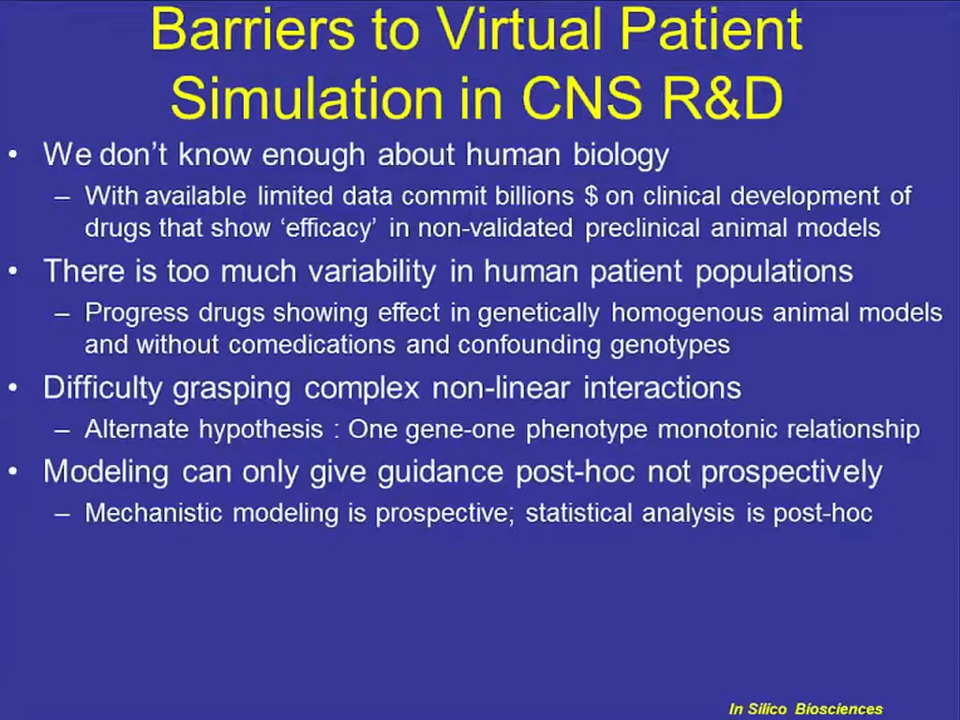 Barriers to Virtual Patient
Simulation in CNS R&D
• We don't know enough about human biology
– With available limited data commit billions $ on clinical development of
drugs that show 'efficacy' in non-validated preclinical animal models
• There is too much variability in human patient populations
– Progress drugs showing effect in genetically homogenous animal models
and without comedications and confounding genotypes
• Difficulty grasping complex non-linear interactions
– Alternate hypothesis : One gene-one phenotype monotonic relationship
• Modeling can only give guidance post-hoc not prospectively
– Mechanistic modeling is prospective; statistical analysis is post-hoc
In Silico Biosciences